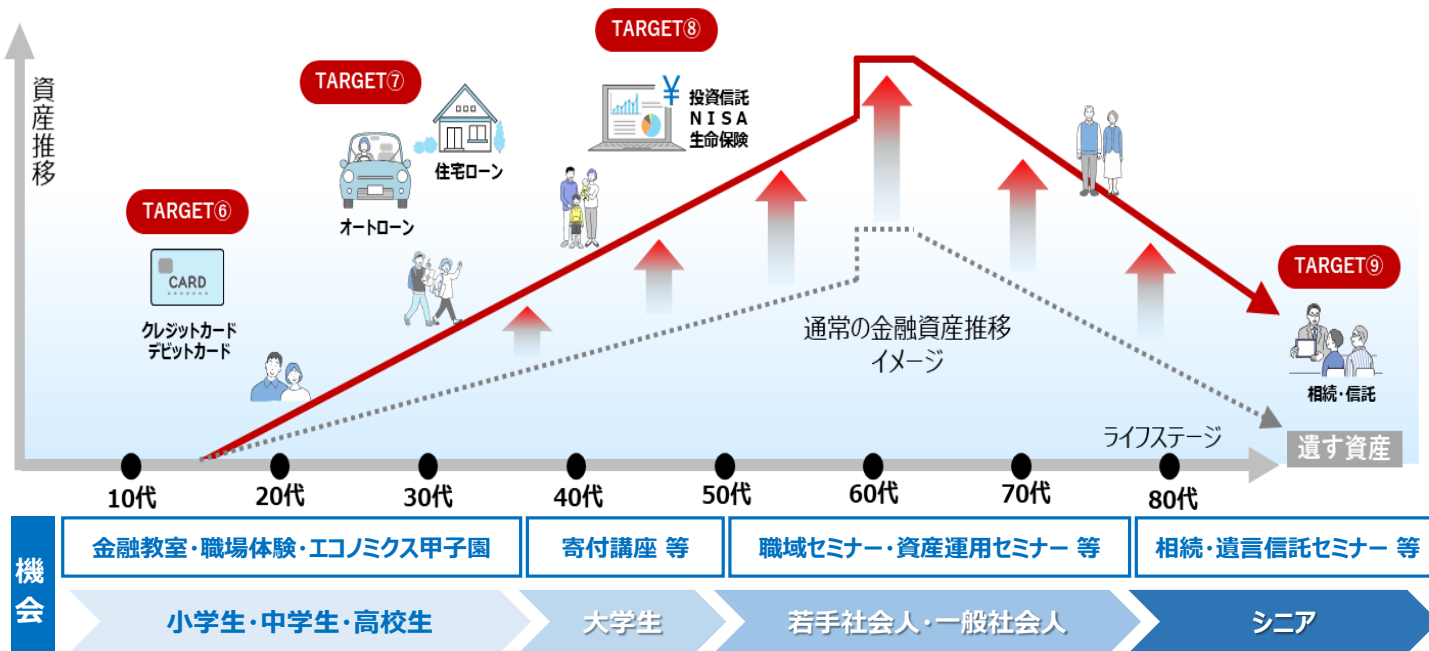 資産推移
TARGET⑥
CARD
クレジットカード
デビットカード
TARGET⑦
オートローン
住宅ローン
TARGET⑧
¥
投資信託
NISA
生命保険
通常の金融資産推移
イメージ
TARGET⑨
相続・信託
ライフステージ
遺す資産
10代
20代
30代
40代
50代
60代
70代
80代
機会
金融教室・職場体験・エコノミクス甲子園
寄付講座 等
職域セミナー・資産運用セミナー 等
相続・遺言信託セミナー 等
小学生・中学生・高校生
大学生
若手社会人・一般社会人
シニア